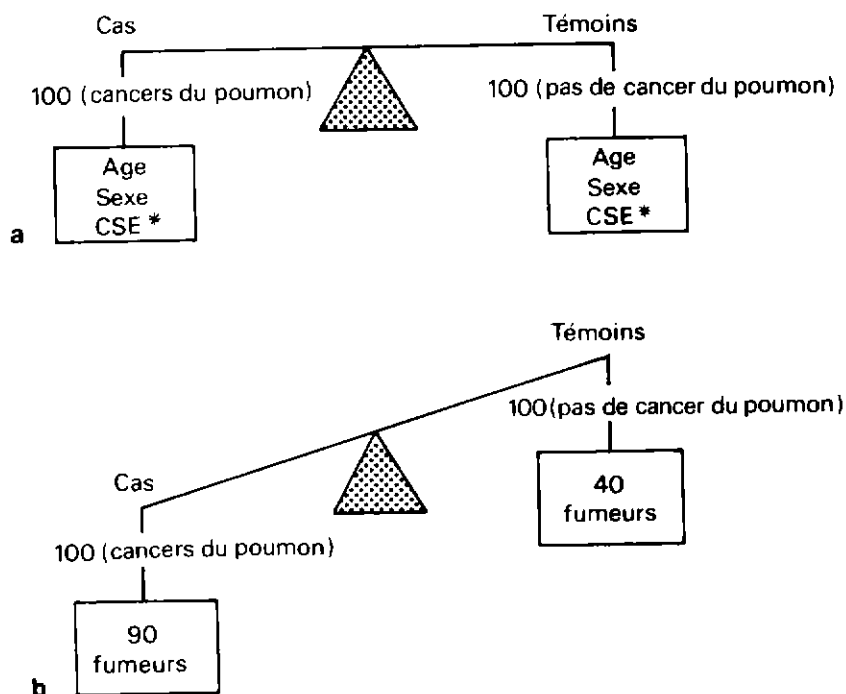 Cas
Témoins
100 (cancers du poumon)
100 (pas de cancer du poumon)
Age
Sexe
CSE *
Age
Sexe
CSE *
a
Témoins
100 (pas de cancer du poumon)
40
fumeurs
Cas
100 (cancers du poumon)
90
fumeurs
b